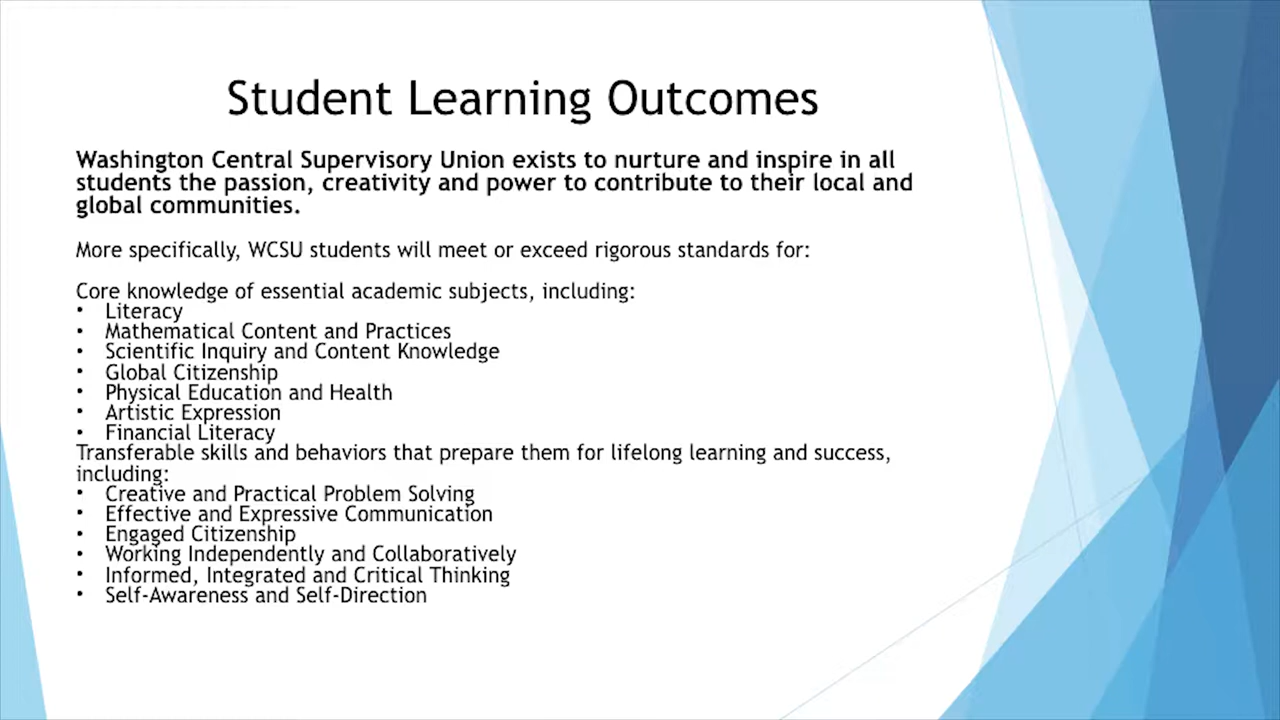 Student Learning Outcomes
Washington Central Supervisory Union exists to nurture and inspire in all
students the passion, creativity and power to contribute to their local and
global communities.
More specifically, WCSU students will meet or exceed rigorous standards for:
Core knowledge of essential academic subjects, including:
• Literacy
• Mathematical Content and Practices
• Scientific Inquiry and Content Knowledge
• Global Citizenship
• Physical Education and Health
• Artistic Expression
• Financial Literacy
Transferable skills and behaviors that prepare them for lifelong learning and success,
including:
• Creative and Practical Problem Solving
• Effective and Expressive Communication
• Engaged Citizenship
• Working Independently and Collaboratively
• Informed, Integrated and Critical Thinking
• Self-Awareness and Self-Direction